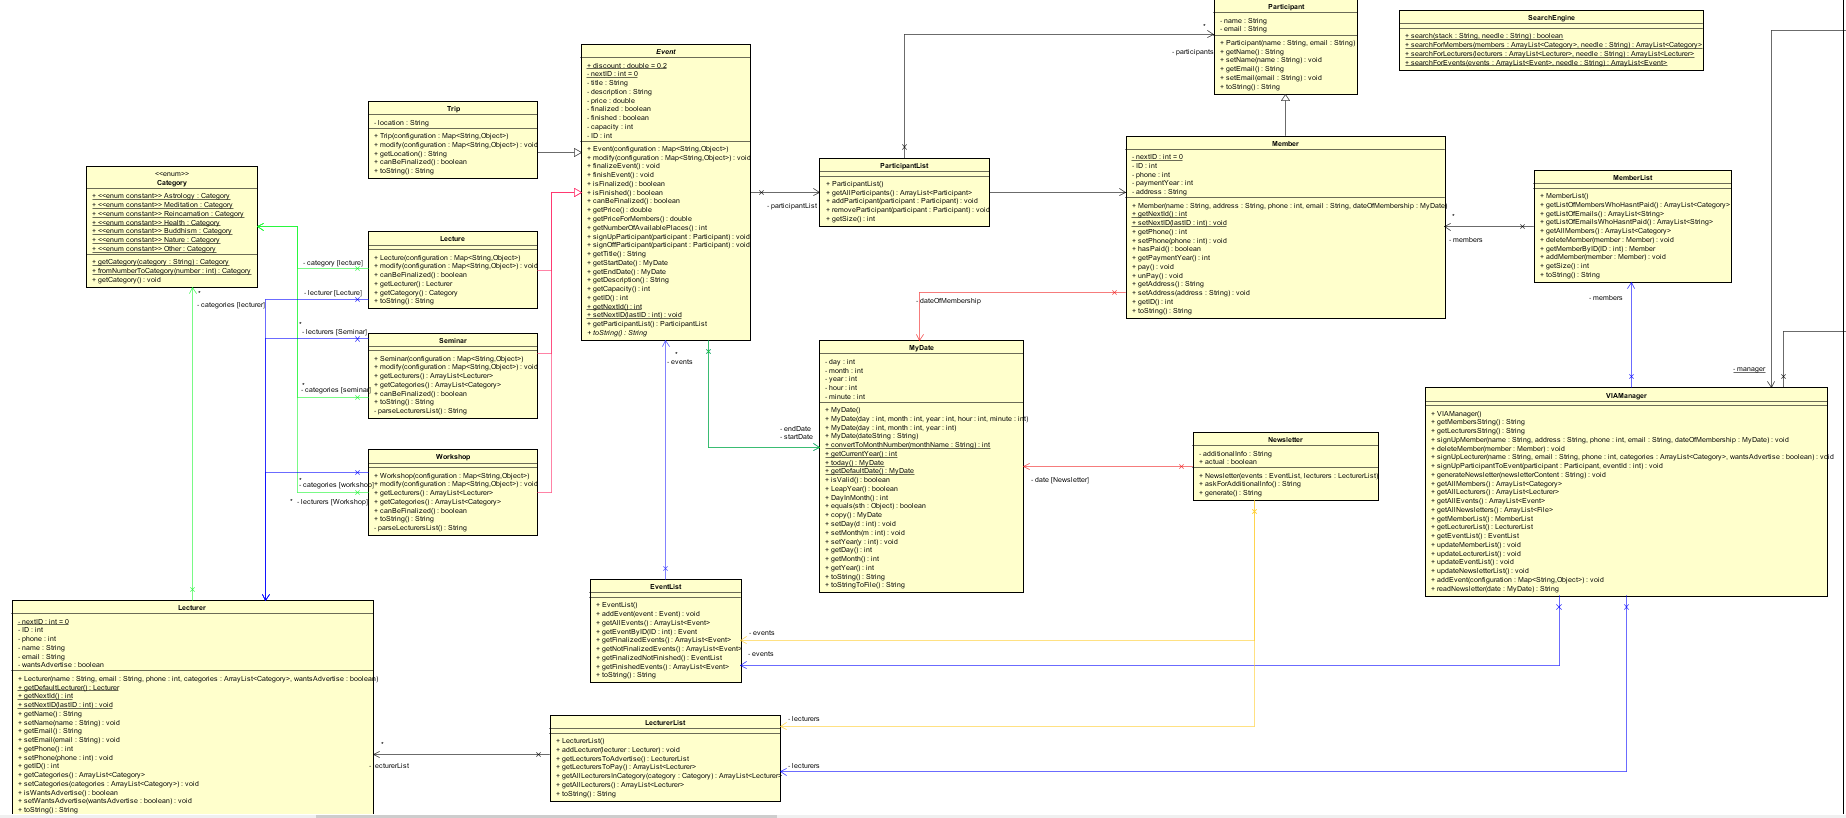 Participant
- name : String
- email : String
+ Participant(name : String, email : String)
+ getName() : String
+ setName(name : String) : void
+ getEmail() : String
+ setEmail(email : String) : void
+ toString() : String
SearchEngine
+ search(stack : String, needle : String) : boolean
+ searchForMembers(members : ArrayList<Category>, needle : String) : ArrayList<Category>
+ searchForLecturers(lecturers : ArrayList<Lecturer>, needle : String) : ArrayList<Lecturer>
+ searchForEvents(events : ArrayList<Event>, needle : String) : ArrayList<Event>
*
- participants
Event
+ discount : double = 0.2
- nextID : int = 0
- title : String
- description : String
- price : double
- finalized : boolean
- finished : boolean
- capacity : int
- ID : int
+ Event(configuration : Map<String,Object>)
+ modify(configuration : Map<String,Object>) : void
+ finalizeEvent() : void
+ finishEvent() : void
+ isFinalized() : boolean
+ isFinished() : boolean
+ canBeFinalized() : boolean
+ getPrice() : double
+ getPriceForMembers() : double
+ getNumberOfAvailablePlaces() : int
+ signUpParticipant(participant : Participant) : void
+ signOffParticipant(participant : Participant) : void
+ getTitle() : String
+ getStartDate() : MyDate
+ getEndDate() : MyDate
+ getDescription() : String
+ getCapacity() : int
+ getID() : int
+ getNextId() : int
+ setNextID(lastID : int) : void
+ getParticipantList() : ParticipantList
+ toString() : String
Trip
- location : String
+ Trip(configuration : Map<String,Object>)
+ modify(configuration : Map<String,Object>) : void
+ getLocation() : String
+ canBeFinalized() : boolean
+ toString() : String
<<enum>>
Category
+ <<enum constant>> Astrology : Category
+ <<enum constant>> Meditation : Category
+ <<enum constant>> Reincarnation : Category
+ <<enum constant>> Health : Category
+ <<enum constant>> Buddhism : Category
+ <<enum constant>> Nature : Category
+ <<enum constant>> Other : Category
+ getCategory(category : String) : Category
+ fromNumberToCategory(number : int) : Category
+ getCategory() : void
Lecture
+ Lecture(configuration : Map<String,Object>)
+ modify(configuration : Map<String,Object>) : void
+ canBeFinalized() : boolean
+ getLecturer() : Lecturer
+ getCategory() : Category
+ toString() : String
- category [lecture]
- lecturer [Lecture]
*
- categories [lecturer]
*
- lecturers [Seminar]
Seminar
+ Seminar(configuration : Map<String,Object>)
+ modify(configuration : Map<String,Object>) : void
+ getLecturers() : ArrayList<Lecturer>
+ getCategories() : ArrayList<Category>
+ canBeFinalized() : boolean
+ toString() : String
- parseLecturersList() : String
*
- categories [seminar]
Workshop
+ Workshop(configuration : Map<String,Object>)
+ modify(configuration : Map<String,Object>) : void
+ getLecturers() : ArrayList<Lecturer>
+ getCategories() : ArrayList<Category>
+ canBeFinalized() : boolean
+ toString() : String
- parseLecturersList() : String
*
- categories [workshop]
* - lecturers [Workshop]
- participantList
ParticipantList
+ ParticipantList()
+ getAllPerticipants() : ArrayList<Participant>
+ addParticipant(participant : Participant) : void
+ removeParticipant(participant : Participant) : void
+ getSize() : int
Member
- nextID : int = 0
- ID : int
- phone : int
- paymentYear : int
- address : String
+ Member(name : String, address : String, phone : int, email : String, dateOfMembership : MyDate)
+ getNextId() : int
+ setNextID(lastID : int) : void
+ getPhone() : int
+ setPhone(phone : int) : void
+ hasPaid() : boolean
+ getPaymentYear() : int
+ pay() : void
+ unPay() : void
+ getAddress() : String
+ setAddress(address : String) : void
+ getID() : int
+ toString() : String
MemberList
+ MemberList()
+ getListOfMembersWhoHasntPaid() : ArrayList<Category>
+ getListOfEmails() : ArrayList<String>
+ getListOfEmailsWhoHasntPaid() : ArrayList<String>
+ getAllMembers() : ArrayList<Category>
+ deleteMember(member : Member) : void
+ getMemberByID(ID : int) : Member
+ addMember(member : Member) : void
+ getSize() : int
+ toString() : String
*
- members
- members
- dateOfMembership
*
- events
- endDate
- startDate
MyDate
- day : int
- month : int
- year : int
- hour : int
- minute : int
+ MyDate()
+ MyDate(day : int, month : int, year : int, hour : int, minute : int)
+ MyDate(day : int, month : int, year : int)
+ MyDate(dateString : String)
+ convertToMonthNumber(monthName : String) : int
+ getCurrentYear() : int
+ today() : MyDate
+ getDefaultDate() : MyDate
+ isValid() : boolean
+ LeapYear() : boolean
+ DayInMonth() : int
+ equals(sth : Object) : boolean
+ copy() : MyDate
+ setDay(d : int) : void
+ setMonth(m : int) : void
+ setYear(y : int) : void
+ getDay() : int
+ getMonth() : int
+ getYear() : int
+ toString() : String
+ toStringToFile() : String
Newsletter
- additionalInfo : String
+ actual : boolean
+ Newsletter(events : EventList, lecturers : LecturerList)
+ askForAdditionalInfo() : String
+ generate() : String
- date [Newsletter]
- manager
VIAManager
+ VIAManager()
+ getMembersString() : String
+ getLecturersString() : String
+ signUpMember(name : String, address : String, phone : int, email : String, dateOfMembership : MyDate) : void
+ deleteMember(member : Member) : void
+ signUpLecturer(name : String, email : String, phone : int, categories : ArrayList<Category>, wantsAdvertise : boolean) : void
+ signUpParticipantToEvent(participant : Participant, eventId : int) : void
+ generateNewsletter(newsletterContent : String) : void
+ getAllMembers() : ArrayList<Category>
+ getAllLecturers() : ArrayList<Lecturer>
+ getAllEvents() : ArrayList<Event>
+ getAllNewsletters() : ArrayList<File>
+ getMemberList() : MemberList
+ getLecturerList() : LecturerList
+ getEventList() : EventList
+ updateMemberList() : void
+ updateLecturerList() : void
+ updateEventList() : void
+ updateNewsletterList() : void
+ addEvent(configuration : Map<String,Object>) : void
+ readNewsletter(date : MyDate) : String
EventList
+ EventList()
+ addEvent(event : Event) : void
+ getAllEvents() : ArrayList<Event>
+ getEventByID(ID : int) : Event
+ getFinalizedEvents() : ArrayList<Event>
+ getNotFinalizedEvents() : ArrayList<Event>
+ getFinalizedNotFinished() : EventList
+ getFinishedEvents() : ArrayList<Event>
+ toString() : String
- events
- events
Lecturer
- nextID : int = 0
- ID : int
- phone : int
- name : String
- email : String
- wantsAdvertise : boolean
+ Lecturer(name : String, email : String, phone : int, categories : ArrayList<Category>, wantsAdvertise : boolean)
+ getDefaultLecturer() : Lecturer
+ getNextId() : int
+ setNextID(lastID : int) : void
+ getName() : String
+ setName(name : String) : void
+ getEmail() : String
+ setEmail(email : String) : void
+ getPhone() : int
+ setPhone(phone : int) : void
+ getID() : int
+ getCategories() : ArrayList<Category>
+ setCategories(categories : ArrayList<Category>) : void
+ isWantsAdvertise() : boolean
+ setWantsAdvertise(wantsAdvertise : boolean) : void
+ toString() : String
*
- lecturerList
LecturerList
+ LecturerList()
+ addLecturer(lecturer : Lecturer) : void
+ getLecturersToAdvertise() : LecturerList
+ getLecturersToPay() : ArrayList<Lecturer>
+ getAllLecturersInCategory(category : Category) : ArrayList<Lecturer>
+ getAllLecturers() : ArrayList<Lecturer>
+ toString() : String
- lecturers
- lecturers